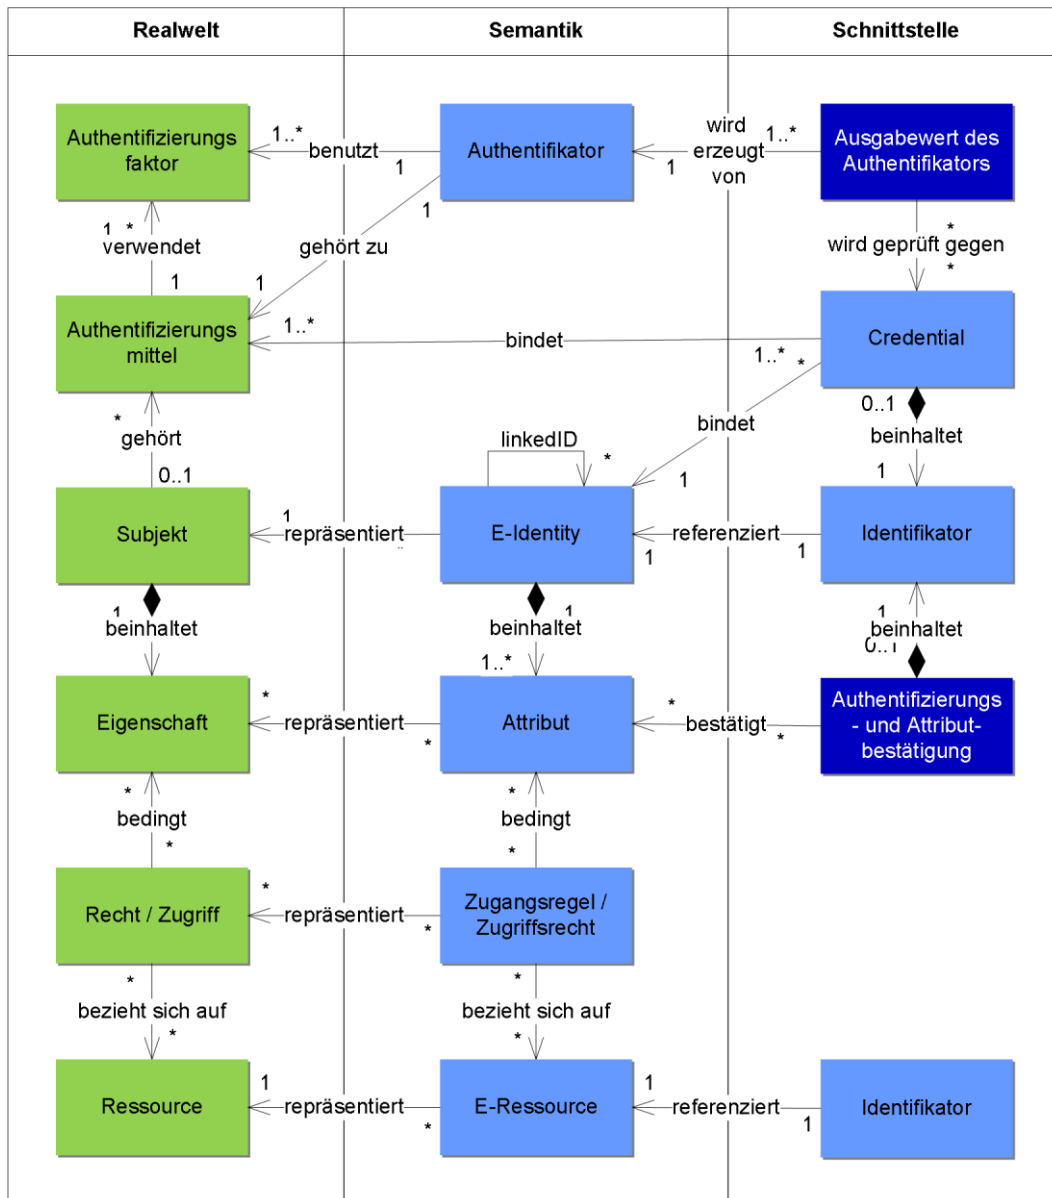 Realwelt
Semantik
Schnittstelle
Authentifizierungs
faktor
1..*
benutzt
1
Authentifikator
1
wird
erzeugt
von
1..*
Ausgabewert des
Authentifikators
1
*
verwendet
1
1
gehört zu
1
*
wird geprüft gegen
*
Authentifizierungs
mittel
1..*
bindet
1..*
*
Credential
*
gehört
0..1
linkedID
*
bindet
1
0..1
beinhaltet
1
Subjekt
1
repräsentiert
E-Identity
1
referenziert
1
Identifikator
1
beinhaltet
1
beinhaltet
1..*
1
beinhaltet
0..1
Eigenschaft
*
repräsentiert
*
Attribut
*
bestätigt
*
Authentifizierungs
- und Attribut-
bestätigung
*
bedingt
*
*
bedingt
*
Recht / Zugriff
*
repräsentiert
*
Zugangsregel /
Zugriffsrecht
*
bezieht sich auf
*
*
bezieht sich auf
*
Ressource
1
repräsentiert
*
E-Ressource
1
referenziert
1
Identifikator